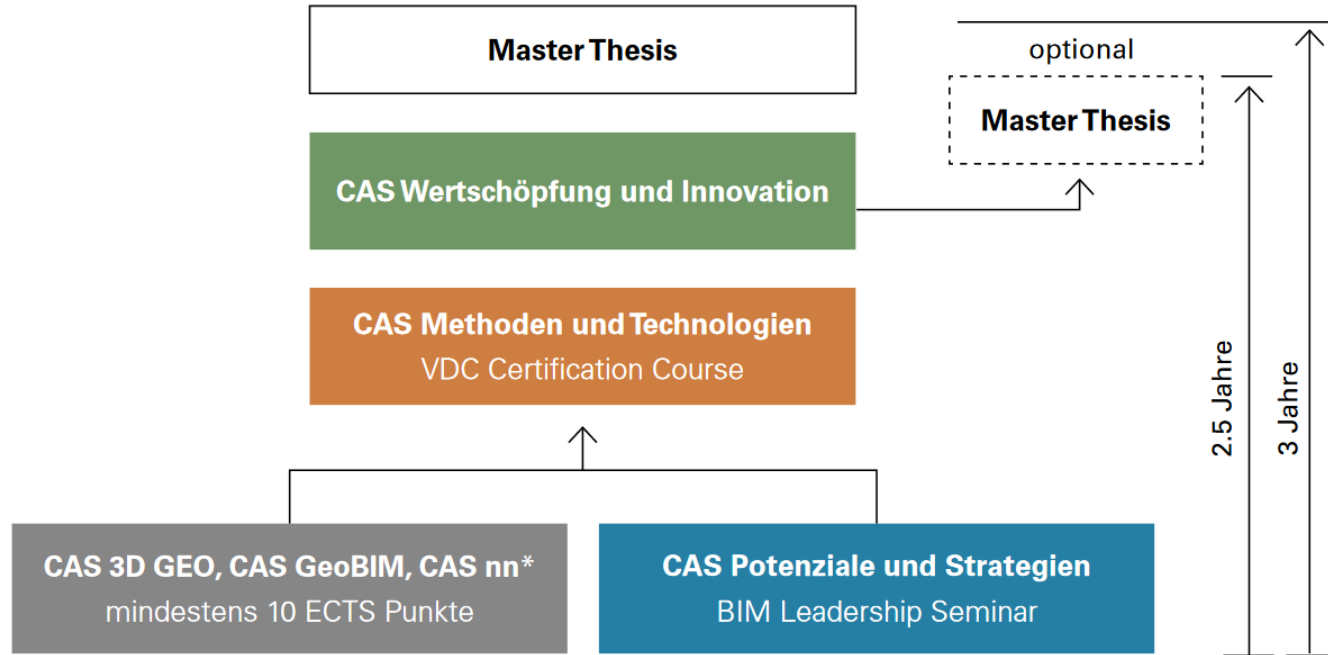 Master Thesis
optional
Master Thesis
CAS Wertschöpfung und Innovation
CAS Methoden und Technologien
VDC Certification Course
2.5 Jahre
3 Jahre
CAS 3D GEO, CAS GeoBIM, CAS nn*
mindestens 10 ECTS Punkte
CAS Potenziale und Strategien
BIM Leadership Seminar